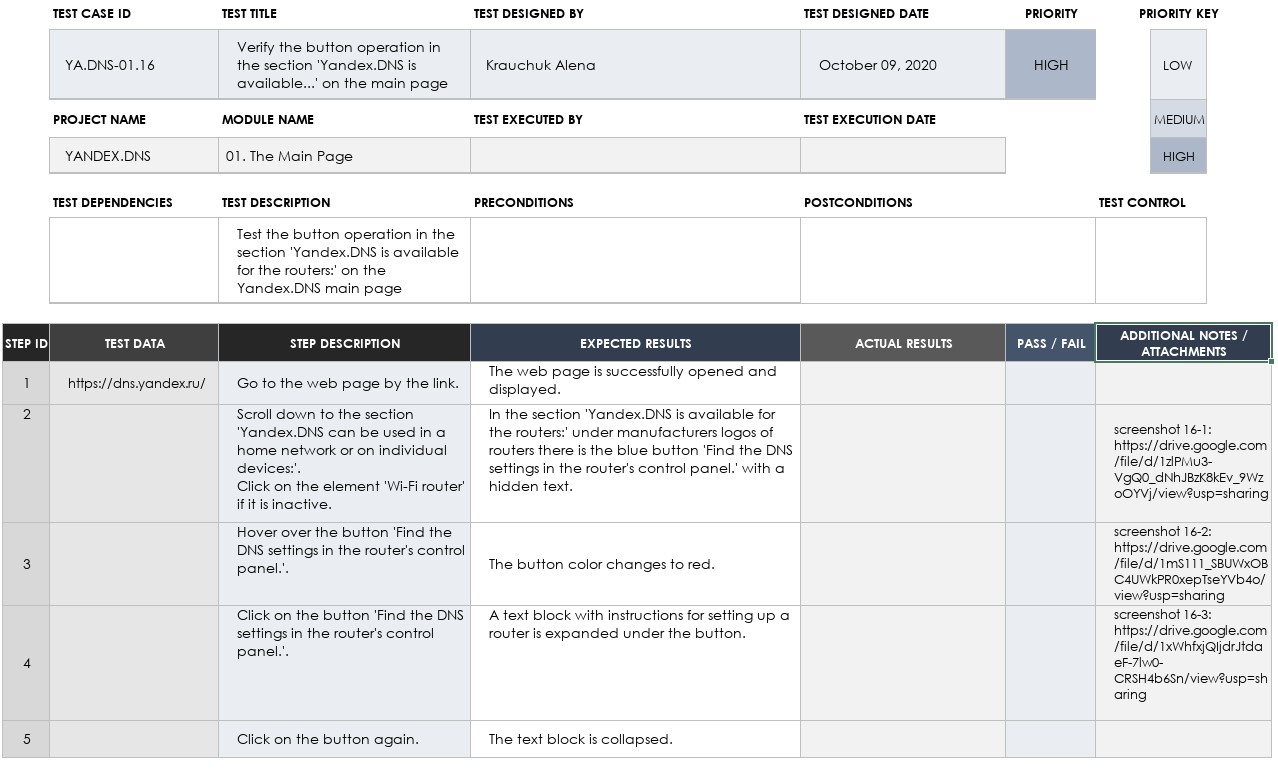 TEST CASE ID TEST TITLE TEST DESIGNED BY TEST DESIGNED DATE PRIORITY PRIORITY KEY
YA.DNS-01.16
Verify the button operation in
the section 'Yandex.DNS is
available...' on the main page
Krauchuk Alena
October 09, 2020
HIGH
LOW
PROJECT NAME MODULE NAME TEST EXECUTED BY TEST EXECUTION DATE
MEDIUM
YANDEX.DNS
01. The Main Page
HIGH
TEST DEPENDENCIES TEST DESCRIPTION PRECONDITIONS POSTCONDITIONS TEST CONTROL
Test the button operation in the
section 'Yandex.DNS is available
for the routers:' on the
Yandex.DNS main page
STEP ID TEST DATA STEP DESCRIPTION EXPECTED RESULTS ACTUAL RESULTS PASS / FAIL
ADDITIONAL NOTES /
ATTACHMENTS
1
https://dns.yandex.ru/
Go to the web page by the link.
The web page is successfully opened and
displayed.
2
Scroll down to the section
'Yandex.DNS can be used in a
home network or on individual
devices:'.
Click on the element 'Wi-Fi router'
if it is inactive.
In the section 'Yandex.DNS is available for
the routers:' under manufacturers logos of
routers there is the blue button 'Find the DNS
settings in the router's control panel.' with a
hidden text.
screenshot 16-1:
https://drive.google.com
/file/d/1zlPMu3-
VgQ0_dNhJBzK8kEv_9Wz
oOYVj/view?usp=sharing
3
Hover over the button 'Find the
DNS settings in the router's control
panel.'.
The button color changes to red.
screenshot 16-2:
https://drive.google.com
/file/d/1mS111_SBUWxOB
C4UWkPR0xepTseYVb4o/
view?usp=sharing
4
Click on the button 'Find the DNS
settings in the router's control
panel.'.
A text block with instructions for setting up a
router is expanded under the button.
screenshot 16-3:
https://drive.google.com
/file/d/1xWhfxjQIjdrJtda
eF-7lw0-
CRSH4b6Sn/view?usp=sh
aring
5
Click on the button again.
The text block is collapsed.